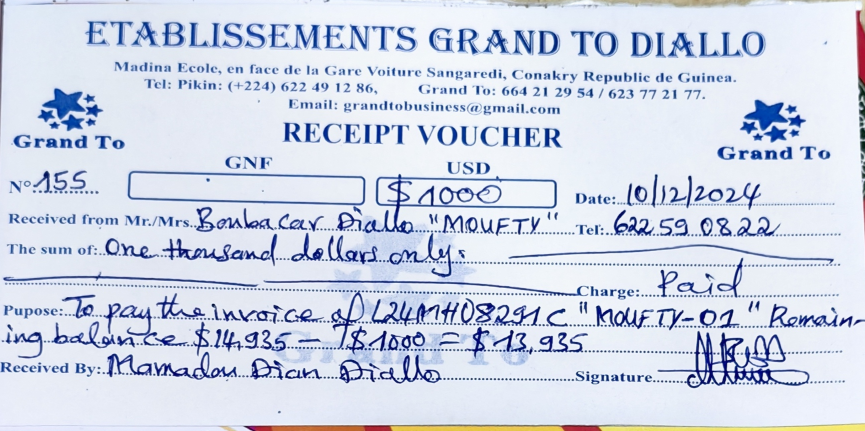 ETABLISSEMENTS GRAND TO DIALLO
Madina Ecole, en face de la Gare Voiture Sangaredi, Conakry Republic de Guinea.
Tel: Pikin: (+224) 622 49 12 86, Grand To: 664 21 29 54 / 623 77 21 77.
Email: grandtobusiness@gmail.com
Grand To
RECEIPT VOUCHER
Grand To
GNF USD
N° 155 $ 1000 Date: 10/12/2024
Received from Mr./Mrs. Boubacar Diallo "MOUFTY" Tel: 622 59 08 22
The sum of: One thousand dollars only.
Charge: Paid
Pupose: To pay the invoice of L24MH08291C "MOUFTY-01" Remain-
ing balance $14,935 - $1000 = $13,935
Received By: Mamadou Dian Diallo Signature
Grand To